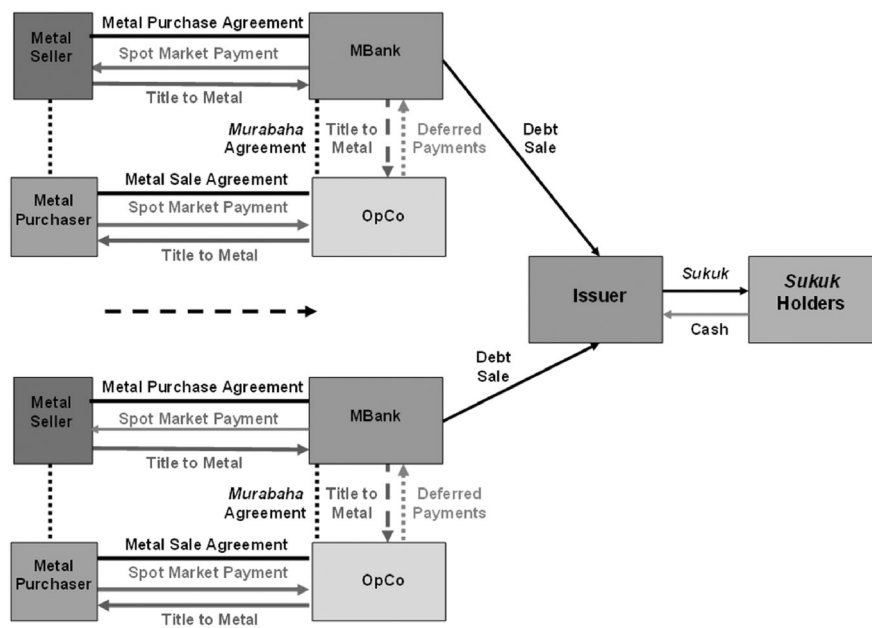 Metal Purchase Agreement
Metal
Seller
Spot Market Payment
Title to Metal
MBank
Murabaha
Agreement
Title to
Metal
Deferred
Payments
Debt
Sale
Metal Sale Agreement
Metal
Purchaser
Spot Market Payment
Title to Metal
OpCo
Issuer
Sukuk
Cash
Sukuk
Holders
Debt
Sale
Metal Purchase Agreement
Metal
Seller
Spot Market Payment
Title to Metal
MBank
Murabaha
Agreement
Title to
Metal
Deferred
Payments
Metal Sale Agreement
Metal
Purchaser
Spot Market Payment
Title to Metal
OpCo